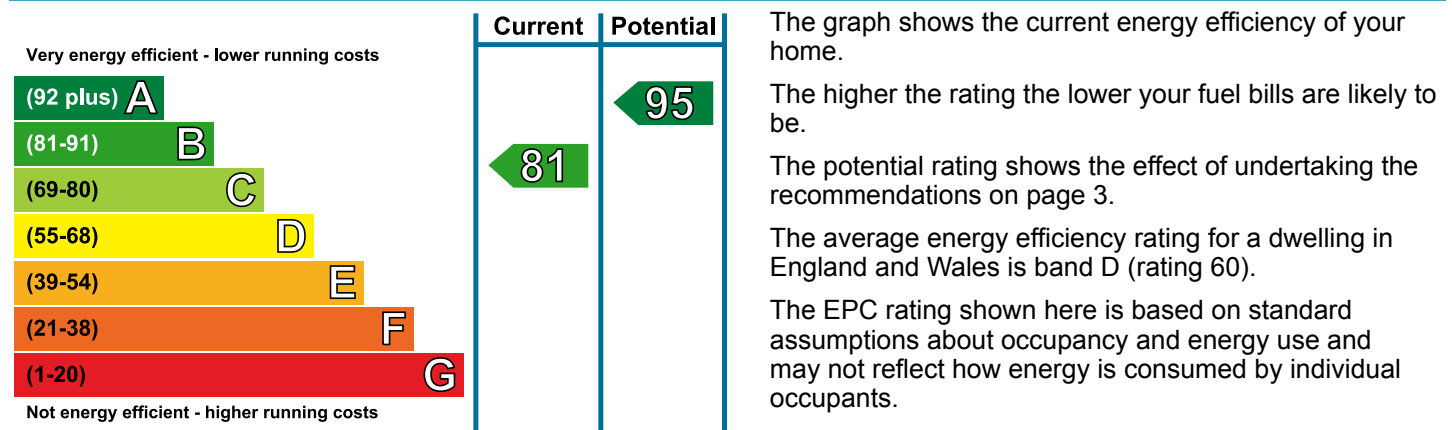 Current Potential
Very energy efficient - lower running costs
(92 plus) A
95
(81-91) B
81
(69-80) C
(55-68) D
(39-54) E
(21-38) F
(1-20) G
Not energy efficient - higher running costs
The graph shows the current energy efficiency of your
home.
The higher the rating the lower your fuel bills are likely to
be.
The potential rating shows the effect of undertaking the
recommendations on page 3.
The average energy efficiency rating for a dwelling in
England and Wales is band D (rating 60).
The EPC rating shown here is based on standard
assumptions about occupancy and energy use and
may not reflect how energy is consumed by individual
occupants.